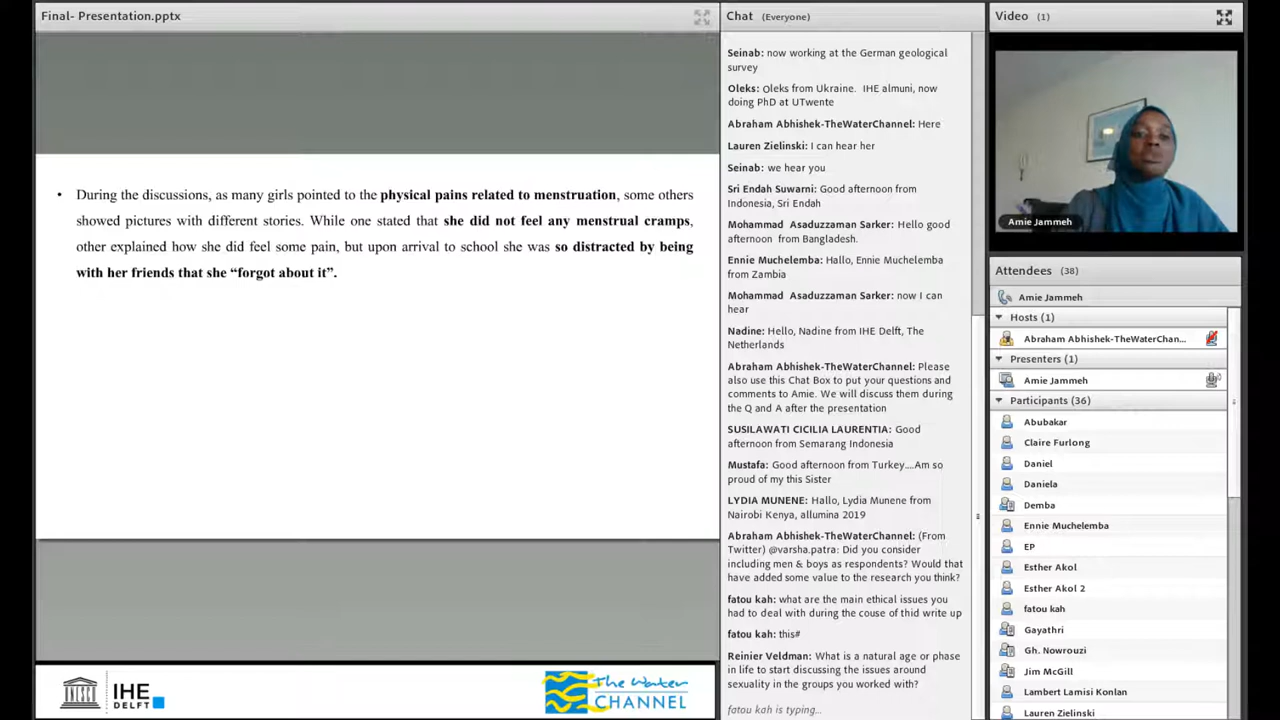 Final- Presentation.pptx
• During the discussions, as many girls pointed to the physical pains related to menstruation, some others
showed pictures with different stories. While one stated that she did not feel any menstrual cramps,
other explained how she did feel some pain, but upon arrival to school she was so distracted by being
with her friends that she “forgot about it”.
UNESCO
IHE
DELFT
The Water
CHANNEL
Chat (Everyone)
Seinab: now working at the German geological
survey
Oleks: Oleks from Ukraine. IHE almuni, now
doing PhD at UTwente
Abraham Abhishek-TheWaterChannel: Here
Lauren Zielinski: I can hear her
Seinab: we hear you
Sri Endah Suwarni: Good afternoon from
Indonesia, Sri Endah
Mohammad Asaduzzaman Sarker: Hello good
afternoon from Bangladesh.
Ennie Muchelemba: Hallo, Ennie Muchelemba
from Zambia
Mohammad Asaduzzaman Sarker: now I can
hear
Nadine: Hello, Nadine from IHE Delft, The
Netherlands
Abraham Abhishek-TheWaterChannel: Please
also use this Chat Box to put your questions and
comments to Amie. We will discuss them during
the Q and A after the presentation
SUSILAWATI CICILIA LAURENTIA: Good
afternoon from Semarang Indonesia
Mustafa: Good afternoon from Turkey....Am so
proud of my this Sister
LYDIA MUNENE: Hallo, Lydia Munene from
Nairobi Kenya, allumina 2019
Abraham Abhishek-TheWaterChannel: (From
Twitter) @varsha.patra: Did you consider
including men & boys as respondents? Would that
have added some value to the research you think?
fatou kah: what are the main ethical issues you
had to deal with during the couse of thid write up
fatou kah: this#
Reinier Veldman: What is a natural age or phase
in life to start discussing the issues around
sexuality in the groups you worked with?
fatou kah is typing...
Video (1)
Amie Jammeh
Attendees (38)
Amie Jammeh
Hosts (1)
Abraham Abhishek-TheWaterChan...
Presenters (1)
Amie Jammeh
Participants (36)
Abubakar
Claire Furlong
Daniel
Daniela
Demba
Ennie Muchelemba
EP
Esther Akol
Esther Akol 2
fatou kah
Gayathri
Gh. Nowrouzi
Jim McGill
Lambert Lamisi Konlan
Lauren Zielinski